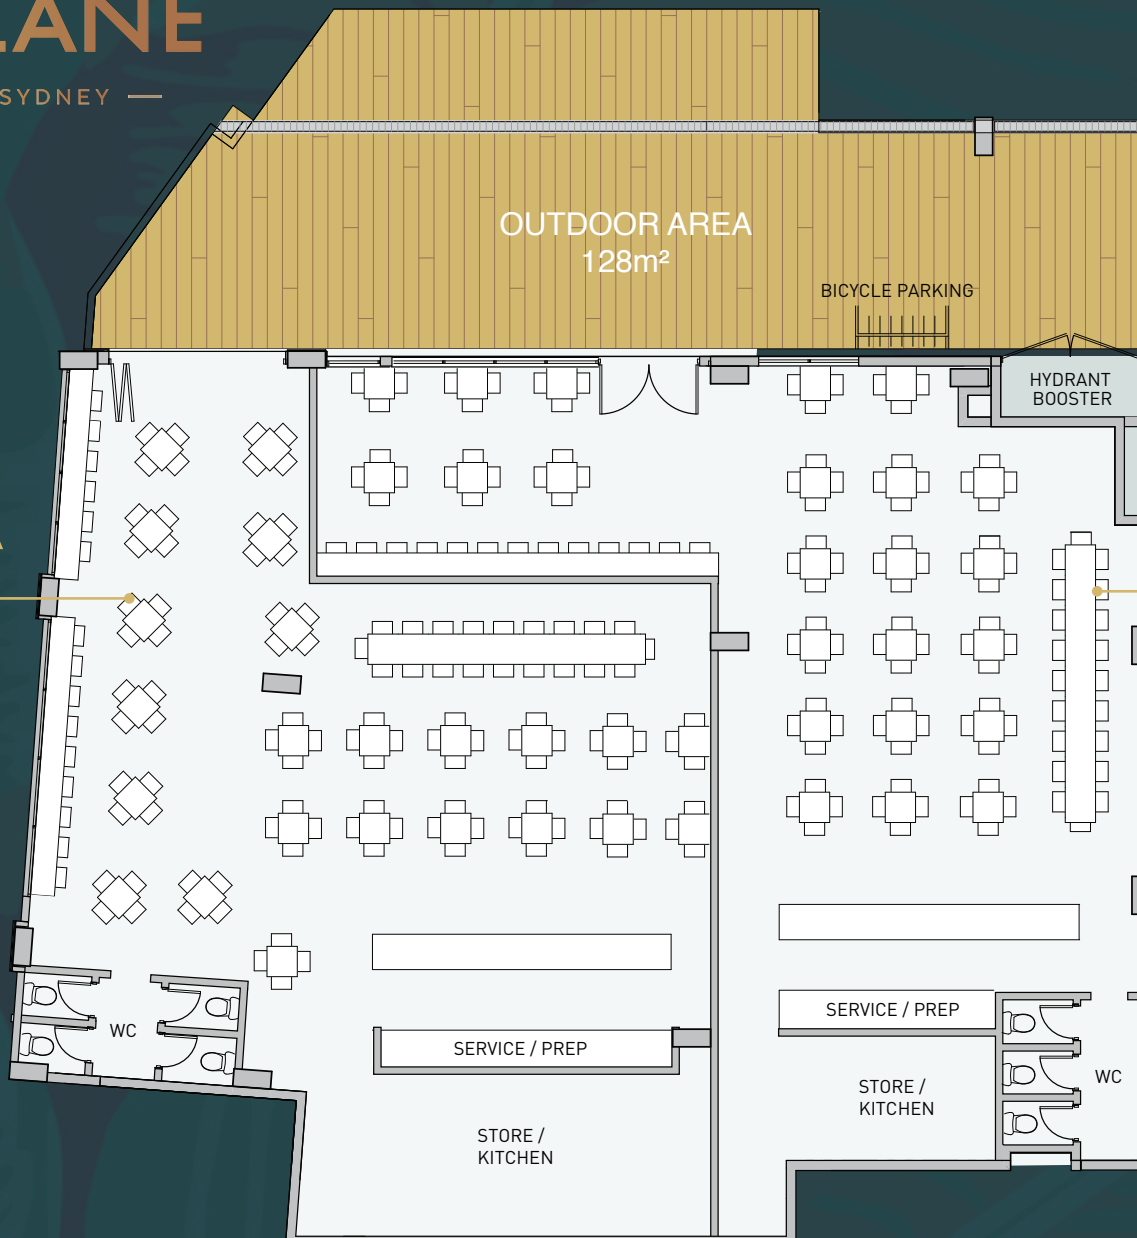 LANE
SYDNEY
OUTDOOR AREA
128m²
BICYCLE PARKING
HYDRANT
BOOSTER
A
WC
SERVICE / PREP
STORE /
KITCHEN
SERVICE / PREP
STORE /
KITCHEN
WC